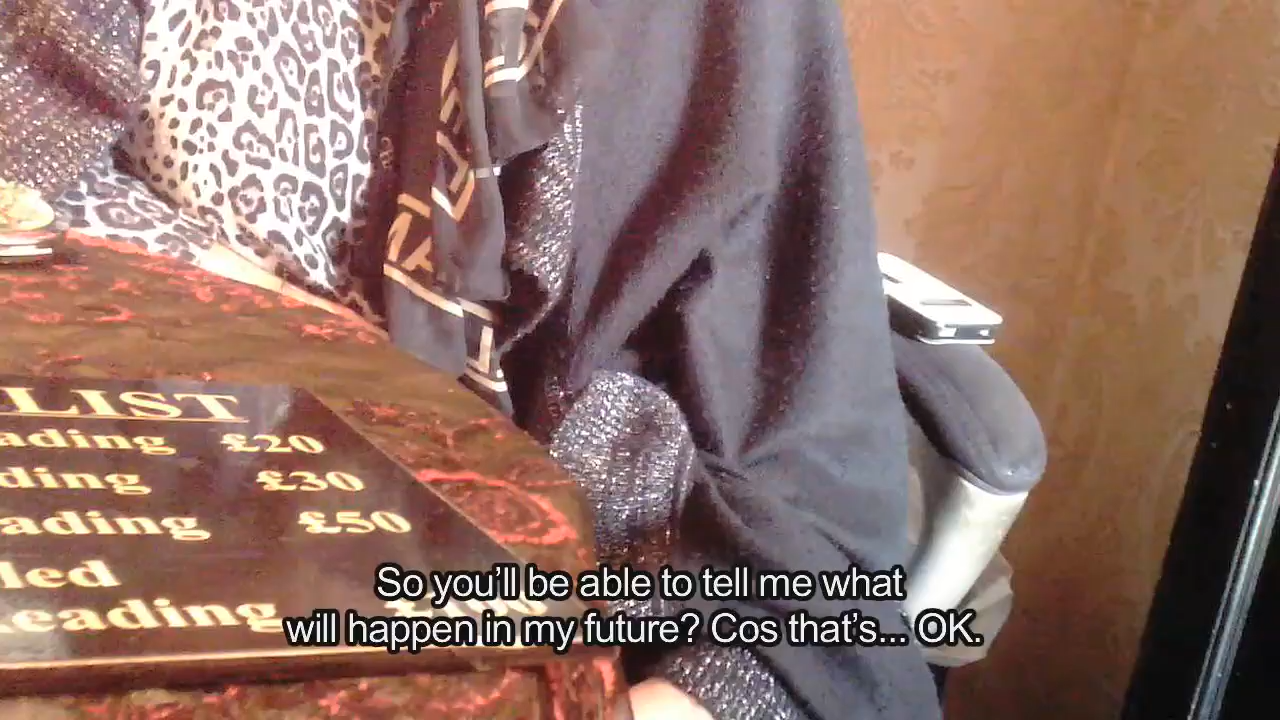 LIST
ading £20
ding £30
ading £50
led
eading £100
So you'll be able to tell me what
will happen in my future? Cos that's... OK.